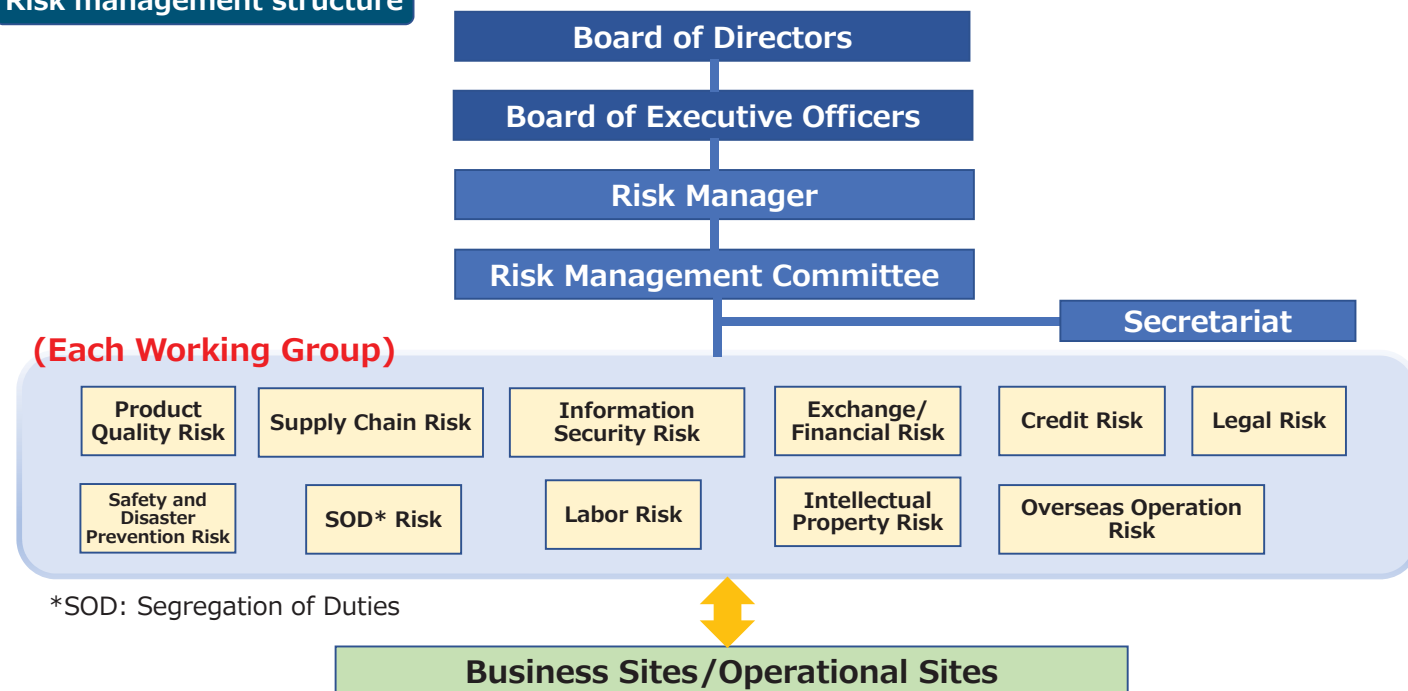 Risk management structure
Board of Directors
Board of Executive Officers
Risk Manager
Risk Management Committee
Secretariat
(Each Working Group)
Product
Quality Risk
Supply Chain Risk
Information
Security Risk
Exchange/
Financial Risk
Credit Risk
Legal Risk
Safety and
Disaster
Prevention Risk
SOD* Risk
Labor Risk
Intellectual
Property Risk
Overseas Operation
Risk
*SOD: Segregation of Duties
Business Sites/Operational Sites